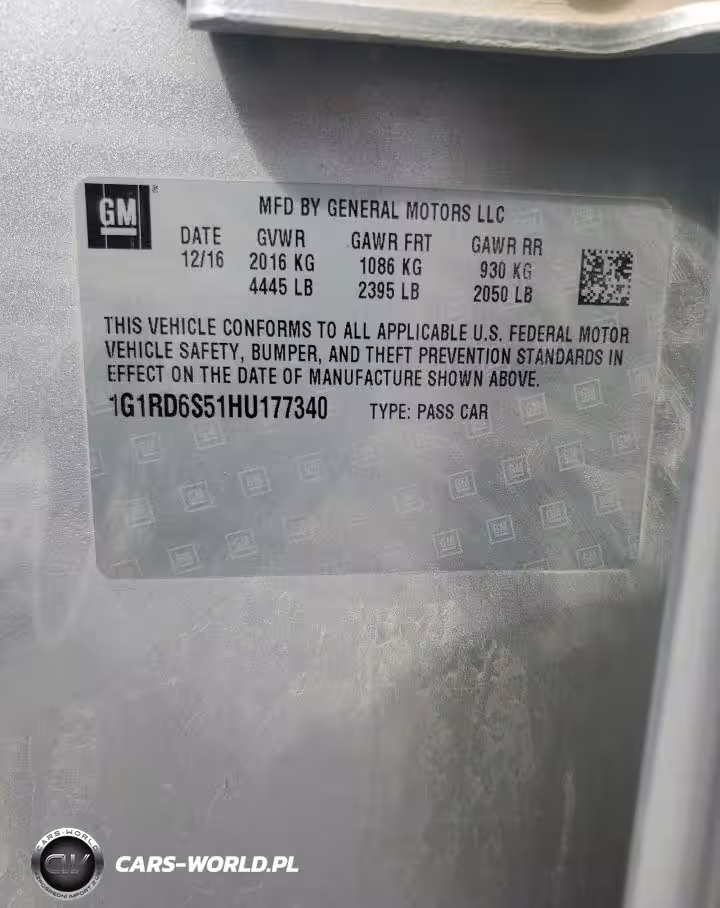 GM
MFD BY GENERAL MOTORS LLC
DATE GVWR GAWR FRT GAWR RR
12/16 2016 KG 1086 KG 930 KG
4445 LB 2395 LB 2050 LB
THIS VEHICLE CONFORMS TO ALL APPLICABLE U.S. FEDERAL MOTOR
VEHICLE SAFETY, BUMPER, AND THEFT PREVENTION STANDARDS IN
EFFECT ON THE DATE OF MANUFACTURE SHOWN ABOVE.
1G1RD6S51HU177340 TYPE: PASS CAR
CARS-WORLD
CW
CARS-WORLD.PL